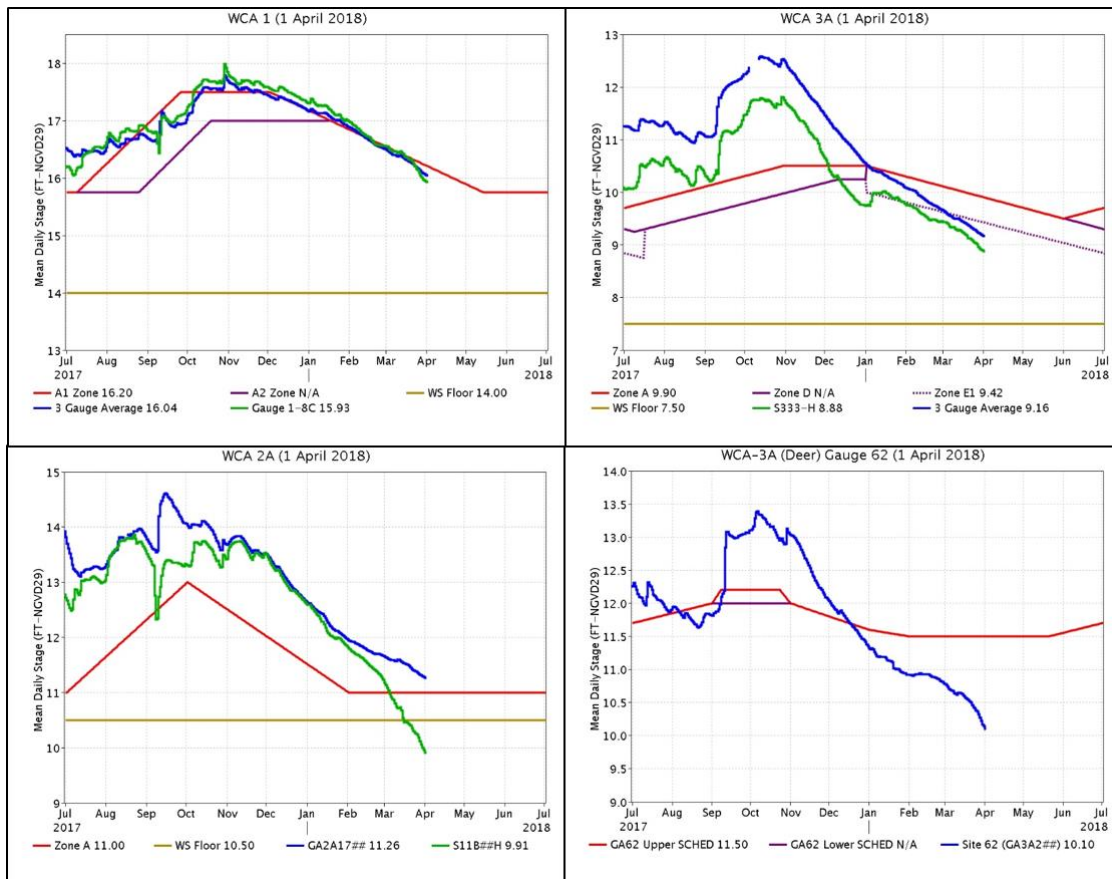 WCA 1 (1 April 2018)
Mean Daily Stage (FT-NGVD29)
18
17
16
15
14
13
Jul Aug Sep Oct Nov Dec Jan Feb Mar Apr May Jun Jul
2017 2018
A1 Zone 16.20 A2 Zone N/A WS Floor 14.00
3 Gauge Average 16.04 Gauge 1-8C 15.93
WCA 3A (1 April 2018)
Mean Daily Stage (FT-NGVD29)
13
12
11
10
9
8
7
Jul Aug Sep Oct Nov Dec Jan Feb Mar Apr May Jun Jul
2017 2018
Zone A 9.90 Zone D N/A Zone E1 9.42
WS Floor 7.50 S333-H 8.88 3 Gauge Average 9.16
WCA 2A (1 April 2018)
Mean Daily Stage (FT-NGVD29)
15
14
13
12
11
10
9
Jul Aug Sep Oct Nov Dec Jan Feb Mar Apr May Jun Jul
2017 2018
Zone A 11.00 WS Floor 10.50 GA2A17## 11.26 S11B##H 9.91
WCA-3A (Deer) Gauge 62 (1 April 2018)
Mean Daily Stage (FT-NGVD29)
14.0
13.5
13.0
12.5
12.0
11.5
11.0
10.5
10.0
9.5
9.0
Jul Aug Sep Oct Nov Dec Jan Feb Mar Apr May Jun Jul
2017 2018
GA62 Upper SCHED 11.50 GA62 Lower SCHED N/A Site 62 (GA3A2##) 10.10